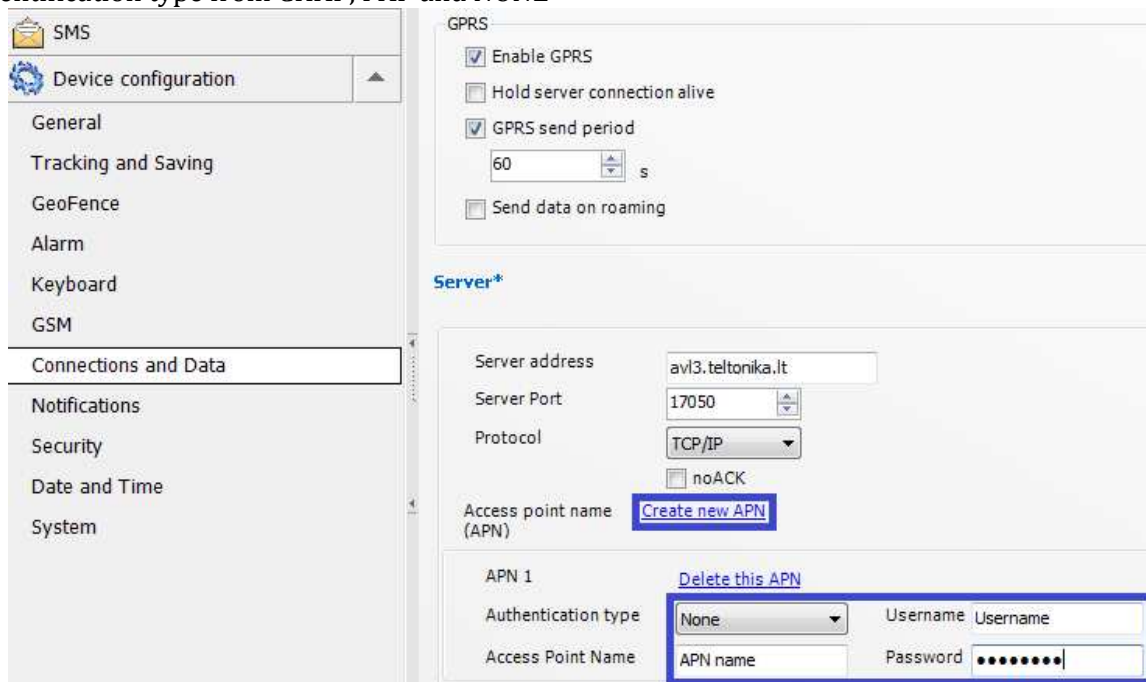 SMS
Device configuration
General
Tracking and Saving
GeoFence
Alarm
Keyboard
GSM
Connections and Data
Notifications
Security
Date and Time
System
GPRS
Enable GPRS
Hold server connection alive
GPRS send period
60 s
Send data on roaming
Server*
Server address avl3.teltonika.lt
Server Port 17050
Protocol TCP/IP
noACK
Access point name Create new APN
(APN)
APN 1 Delete this APN
Authentication type None Username Username
Access Point Name APN name Password ••••••••